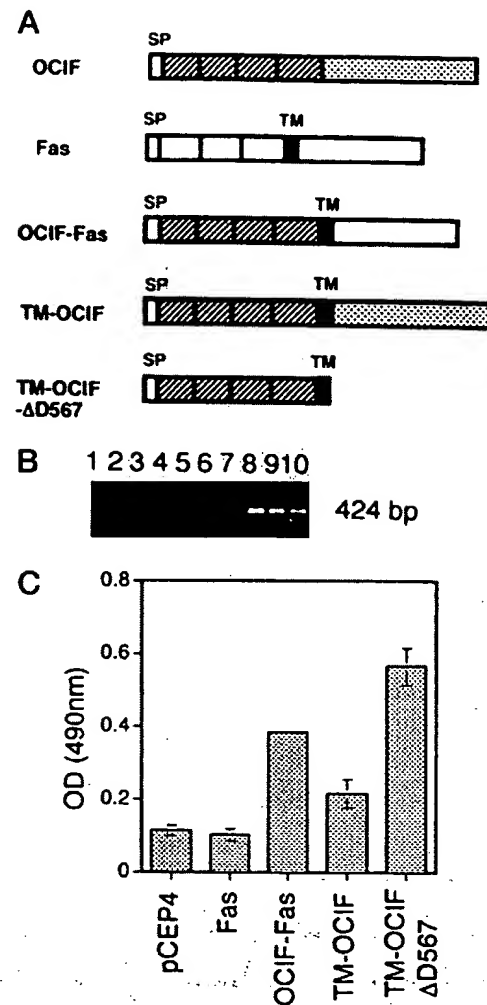 A
SP
OCIF
SP TM
Fas
SP TM
OCIF-Fas
SP TM
TM-OCIF
SP TM
TM-OCIF
-ΔD567
B
1 2 3 4 5 6 7 8 9 10
424 bp
C
0.8
0.6
0.4
0.2
0
OD (490nm)
pCEP4
Fas
OCIF-Fas
TM-OCIF
TM-OCIF
ΔD567